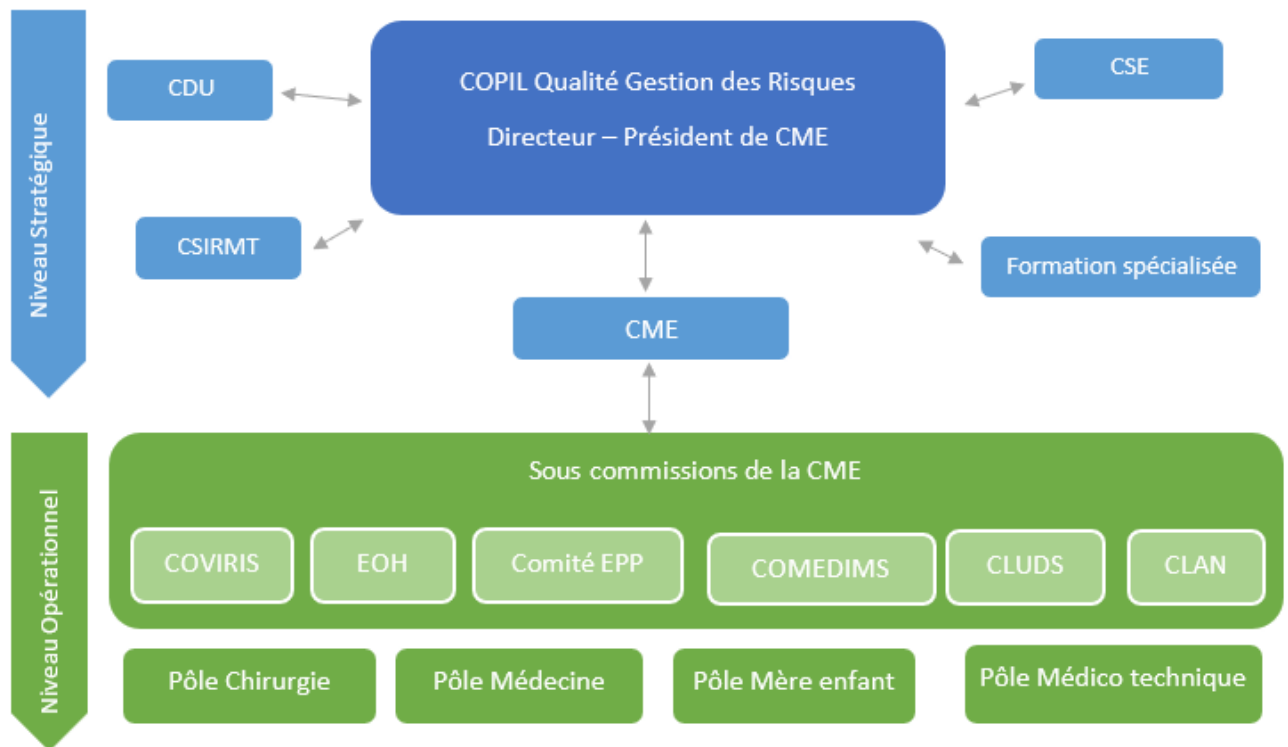 Niveau Stratégique
CDU
COPIL Qualité Gestion des Risques
Directeur – Président de CME
CSE
CSIRMT
Formation spécialisée
CME
Niveau Opérationnel
Sous commissions de la CME
COVIRIS
EOH
Comité EPP
COMEDIMS
CLUDS
CLAN
Pôle Chirurgie
Pôle Médecine
Pôle Mère enfant
Pôle Médico technique